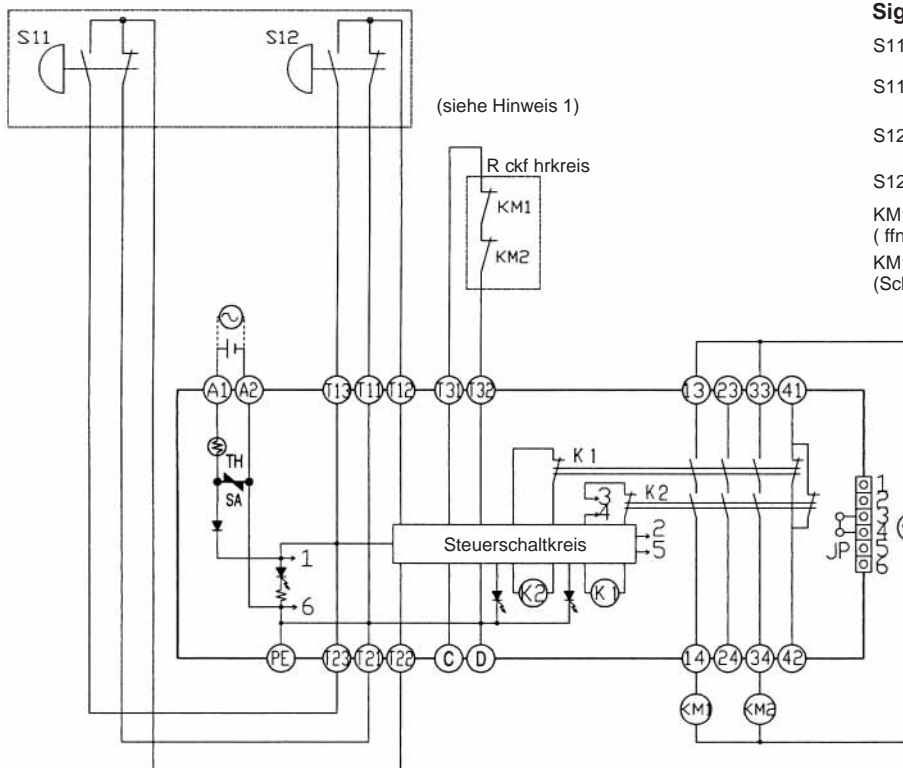 Sig
S11
S12
S11
(siehe Hinweis 1)
S11
S12
R ckf hrkreis
S12
KM1
KM
( ffn
KM2
KM
(Sch
A1 A2 T13 T11 T12 T31 T32 13 23 33 41
TH
SA
K1
K2
3
4
1
2
3
4
5
6
JP
Steuerschaltkreis
2
5
1
6
K2
K1
PE T23 T21 T22 C D 14 24 34 42
KM1
KM2